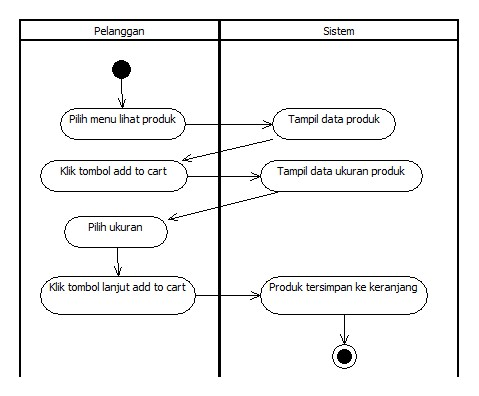 Pelanggan
Sistem
Pilih menu lihat produk
Tampil data produk
Klik tombol add to cart
Tampil data ukuran produk
Pilih ukuran
Klik tombol lanjut add to cart
Produk tersimpan ke keranjang